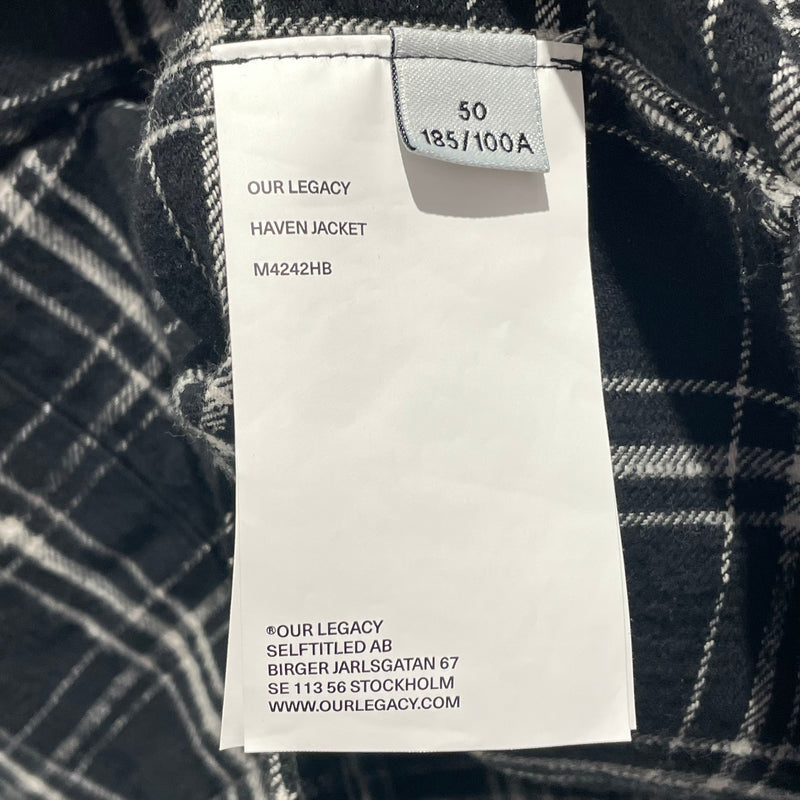 50
185/100A
OUR LEGACY
HAVEN JACKET
M4242HB
®OUR LEGACY
SELFTITLED AB
BIRGER JARLSGATAN 67
SE 113 56 STOCKHOLM
WWW.OURLEGACY.COM